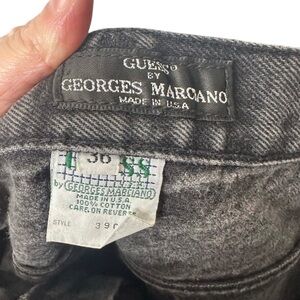 GUESS
BY
GEORGES MARCIANO
MADE IN U.S.A
36
by GEORGES MARCIANO
MADE IN U.S.A
100% COTTON
CARE ON REVERSE
STYLE